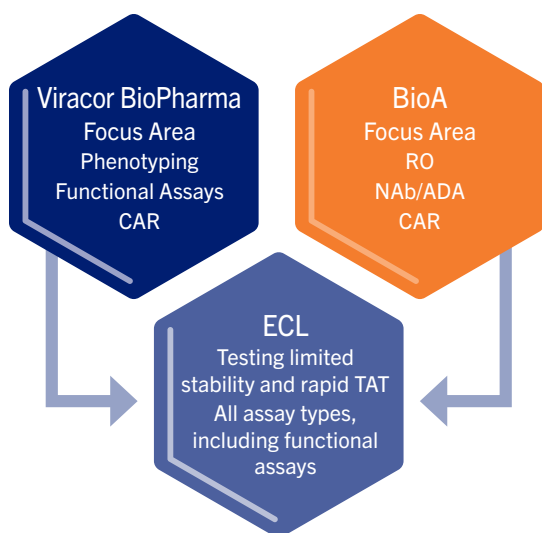 Viracor BioPharma
Focus Area
Phenotyping
Functional Assays
CAR
BioA
Focus Area
RO
NAb/ADA
CAR
ECL
Testing limited
stability and rapid TAT
All assay types,
including functional
assays